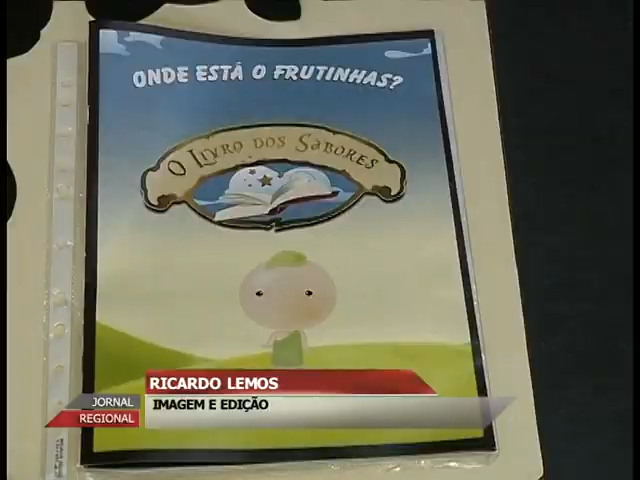 ONDE ESTÁ O FRUTINHAS?
O LIVRO DOS SABORES
RICARDO LEMOS
JORNAL
REGIONAL
IMAGEM E EDIÇÃO